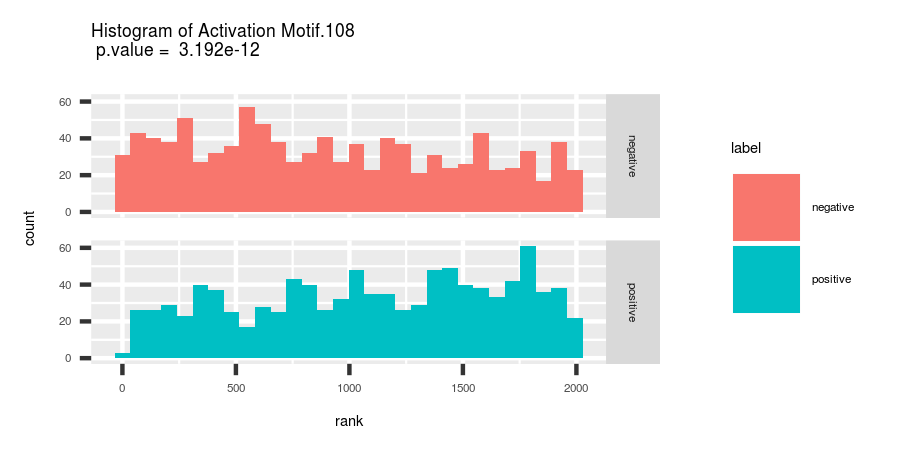 Histogram of Activation Motif.108
p.value = 3.192e-12
count
60
40
20
0
negative
60
40
20
0
positive
0
500
1000
1500
2000
rank
label
negative
positive